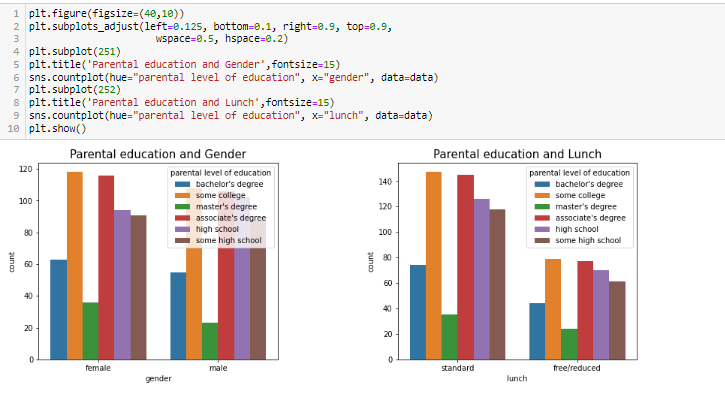 1 plt.figure(figsize=(40,10))
2 plt.subplots_adjust(left=0.125, bottom=0.1, right=0.9, top=0.9,
3 wspace=0.5, hspace=0.2)
4 plt.subplot(251)
5 plt.title('Parental education and Gender',fontsize=15)
6 sns.countplot(hue="parental level of education", x="gender", data=data)
7 plt.subplot(252)
8 plt.title('Parental education and Lunch',fontsize=15)
9 sns.countplot(hue="parental level of education", x="lunch", data=data)
10 plt.show()
Parental education and Gender
parental level of education
bachelor's degree
some college
master's degree
associate's degree
high school
some high school
120
100
80
60
40
20
0
count
female
male
gender
Parental education and Lunch
parental level of education
bachelor's degree
some college
master's degree
associate's degree
high school
some high school
140
120
100
80
60
40
20
0
count
standard
free/reduced
lunch